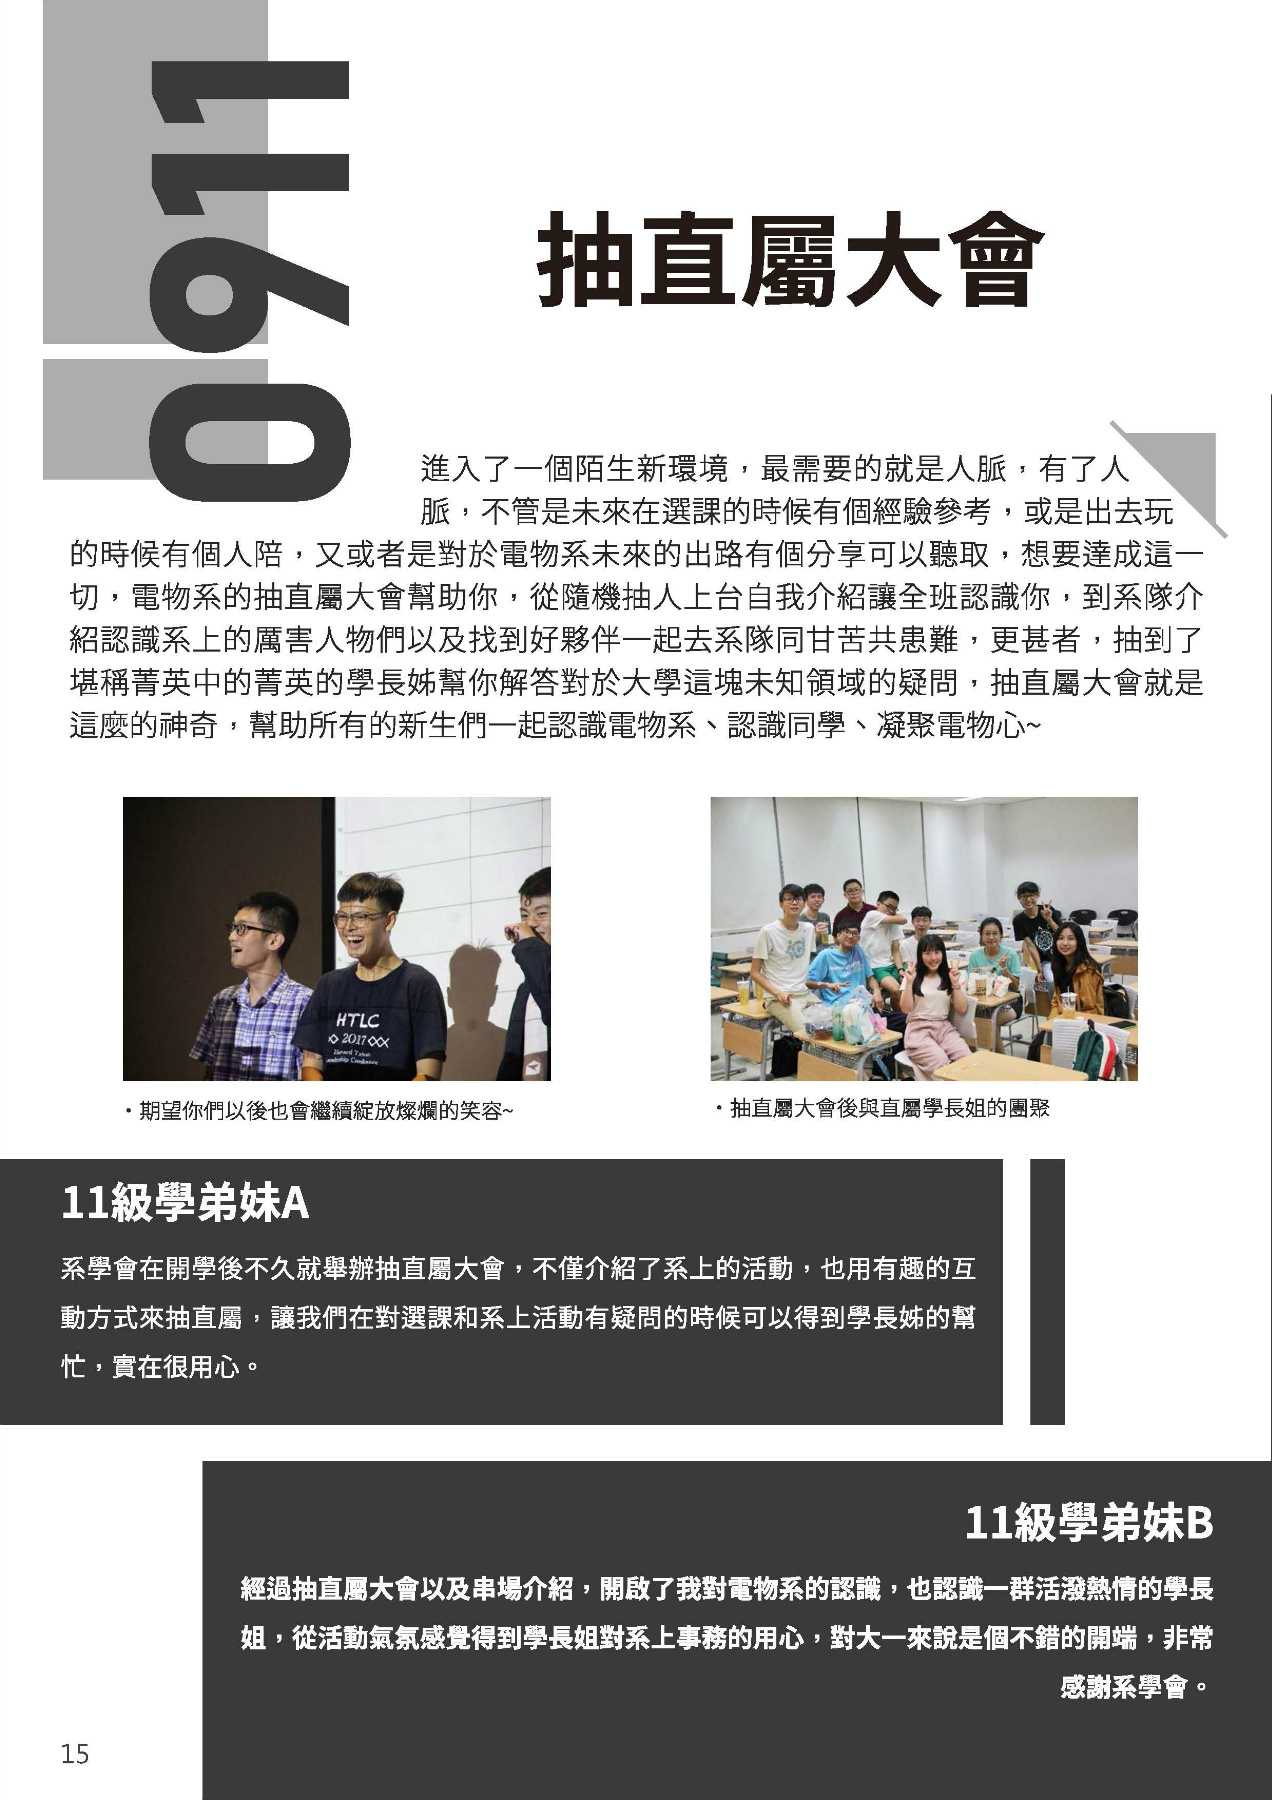 0911
抽直屬大會
進入了一個陌生新環境，最需要的就是人脈，有了人
脈，不管是未來在選課的時候有個經驗參考，或是出去玩
的時候有個人陪，又或者是對於電物系未來的出路有個分享可以聽取，想要達成這一
切，電物系的抽直屬大會幫助你，從隨機抽人上台自我介紹讓全班認識你，到系隊介
紹認識系上的厲害人物們以及找到好夥伴一起去系隊同甘苦共患難，更甚者，抽到了
堪稱菁英中的菁英的學長姊幫你解答對於大學這塊未知領域的疑問，抽直屬大會就是
這麼的神奇，幫助所有的新生們一起認識電物系、認識同學、凝聚電物心~
HTLC
2017
Harvard Taiwan
Leadership Conference
・期望你們以後也會繼續綻放燦爛的笑容~
・抽直屬大會後與直屬學長姐的團聚
11級學弟妹A
系學會在開學後不久就舉辦抽直屬大會，不僅介紹了系上的活動，也用有趣的互
動方式來抽直屬，讓我們在對選課和系上活動有疑問的時候可以得到學長姊的幫
忙，實在很用心。
11級學弟妹B
經過抽直屬大會以及串場介紹，開啟了我對電物系的認識，也認識一群活潑熱情的學長
姐，從活動氣氛感覺得到學長姐對系上事務的用心，對大一來說是個不錯的開端，非常
感謝系學會。
15